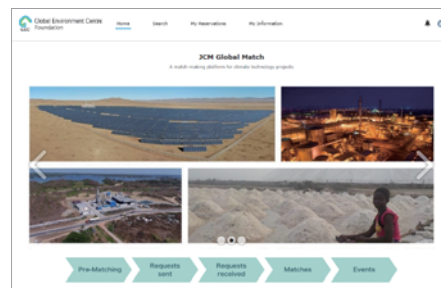 Global Environment Centre
Foundation
GEC
Home
Search
My Reservations
My Information
JCM Global Match
A match-making platform for climate technology projects
Pre-Matching
Requests
sent
Requests
received
Matches
Events